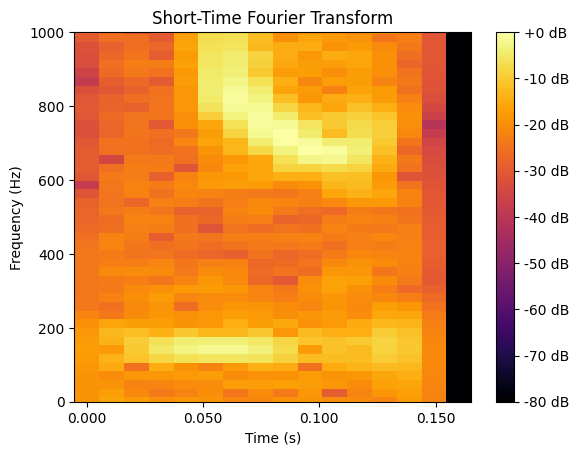 Short-Time Fourier Transform
1000
800
600
400
200
0
Frequency (Hz)
0.000
0.050
0.100
0.150
Time (s)
+0 dB
-10 dB
-20 dB
-30 dB
-40 dB
-50 dB
-60 dB
-70 dB
-80 dB